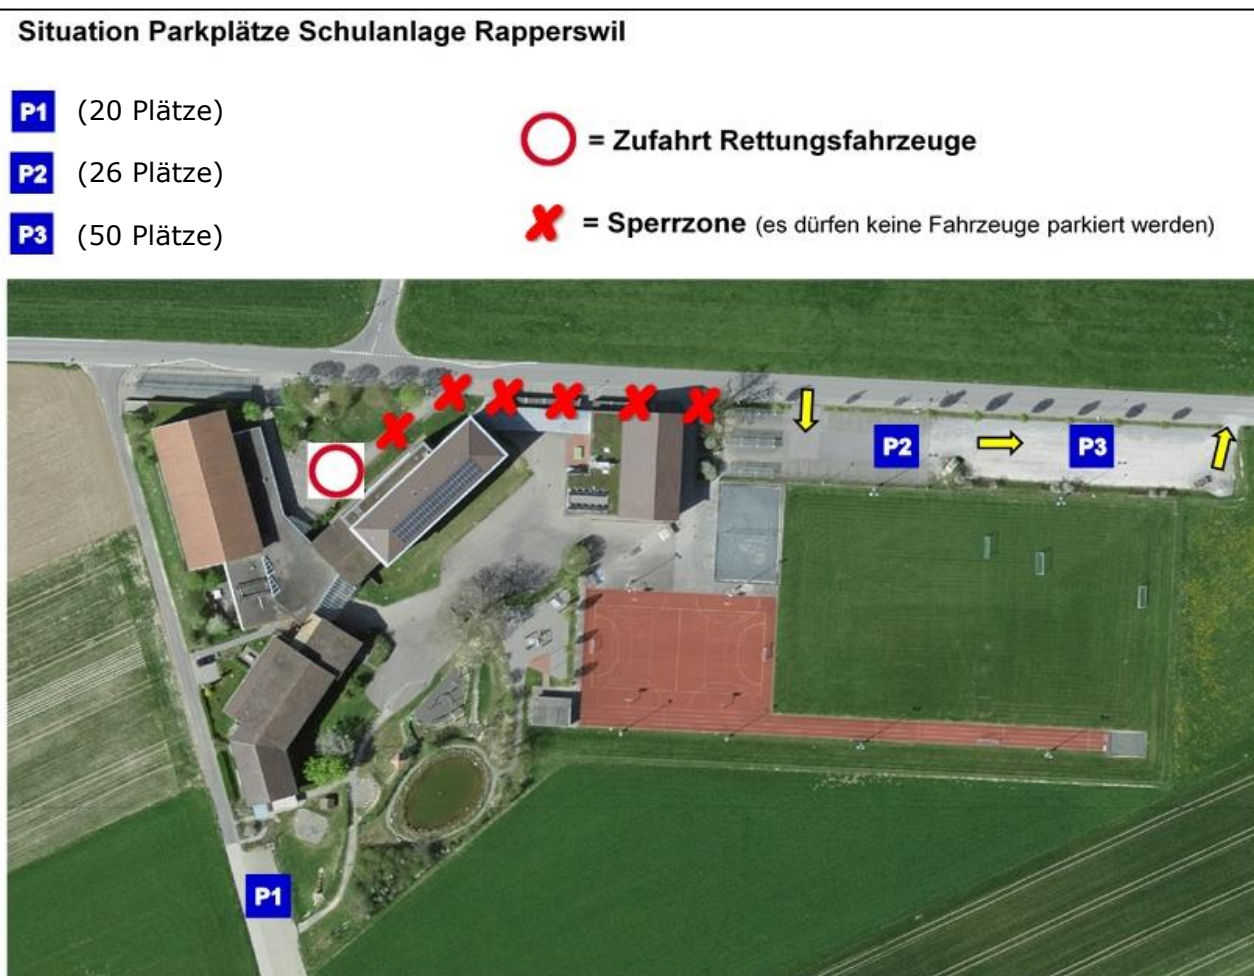 Situation Parkplätze Schulanlage Rapperswil
P1 (20 Plätze)
P2 (26 Plätze)
P3 (50 Plätze)
= Zufahrt Rettungsfahrzeuge
= Sperrzone (es dürfen keine Fahrzeuge parkiert werden)
P2
P3
P1